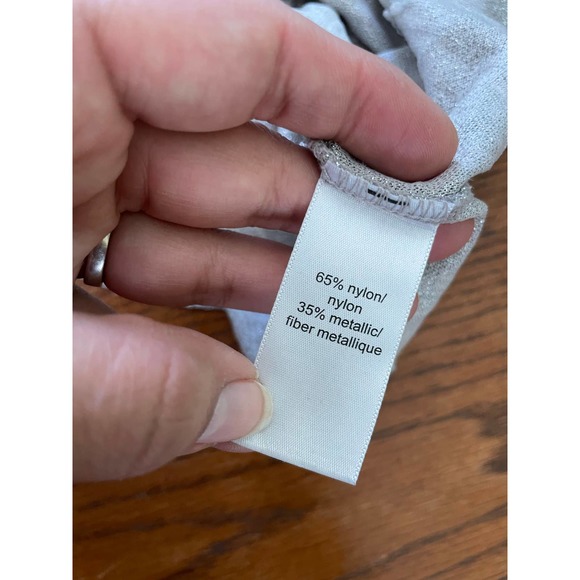 65% nylon/
nylon
35% metallic/
fiber metallique